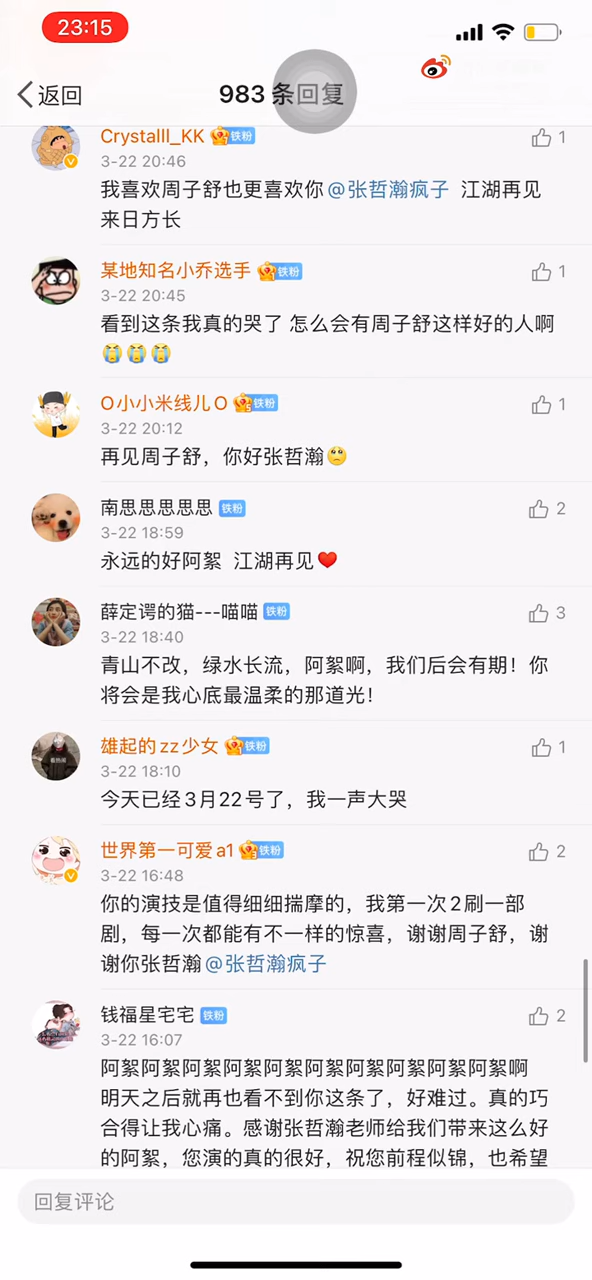 23:15
返回
983 条回复
Crystalll_KK 铁粉
1
3-22 20:46
我喜欢周子舒也更喜欢你@张哲瀚疯子 江湖再见
来日方长
某地知名小乔选手 铁粉
1
3-22 20:45
看到这条我真的哭了 怎么会有周子舒这样好的人啊
😭😭😭
O小小米线儿O 铁粉
1
3-22 20:12
再见周子舒，你好张哲瀚🥺
南思思思思思 铁粉
2
3-22 18:59
永远的好阿絮 江湖再见❤️
薛定谔的猫---喵喵 铁粉
3
3-22 18:40
青山不改，绿水长流，阿絮啊，我们后会有期！你
将会是我心底最温柔的那道光！
雄起的zz少女 铁粉
1
3-22 18:10
今天已经3月22号了，我一声大哭
世界第一可爱a1 铁粉
2
3-22 16:48
你的演技是值得细细揣摩的，我第一次2刷一部
剧，每一次都能有不一样的惊喜，谢谢周子舒，谢
谢你张哲瀚@张哲瀚疯子
钱福星宅宅 铁粉
2
3-22 16:07
阿絮阿絮阿絮阿絮阿絮阿絮阿絮阿絮阿絮阿絮啊
明天之后就再也看不到你这条了，好难过。真的巧
合得让我心痛。感谢张哲瀚老师给我们带来这么好
的阿絮，您演的真的很好，祝您前程似锦，也希望
回复评论